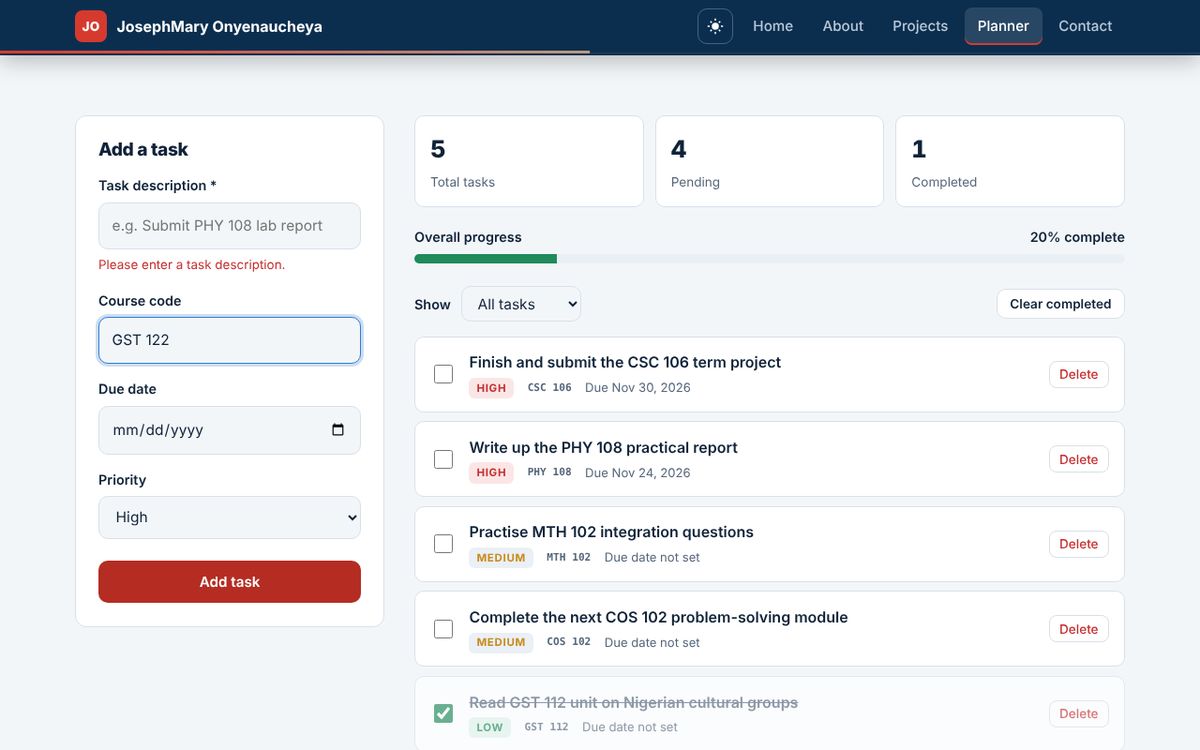 JO JosephMary Onyenaucheya
Home About Projects Planner Contact
Add a task
Task description *
e.g. Submit PHY 108 lab report
Please enter a task description.
Course code
GST 122
Due date
mm/dd/yyyy
Priority
High
Add task
5
Total tasks
4
Pending
1
Completed
Overall progress 20% complete
Show All tasks Clear completed
Finish and submit the CSC 106 term project
HIGH CSC 106 Due Nov 30, 2026
Delete
Write up the PHY 108 practical report
HIGH PHY 108 Due Nov 24, 2026
Delete
Practise MTH 102 integration questions
MEDIUM MTH 102 Due date not set
Delete
Complete the next COS 102 problem-solving module
MEDIUM COS 102 Due date not set
Delete
Read GST 112 unit on Nigerian cultural groups
LOW GST 112 Due date not set
Delete